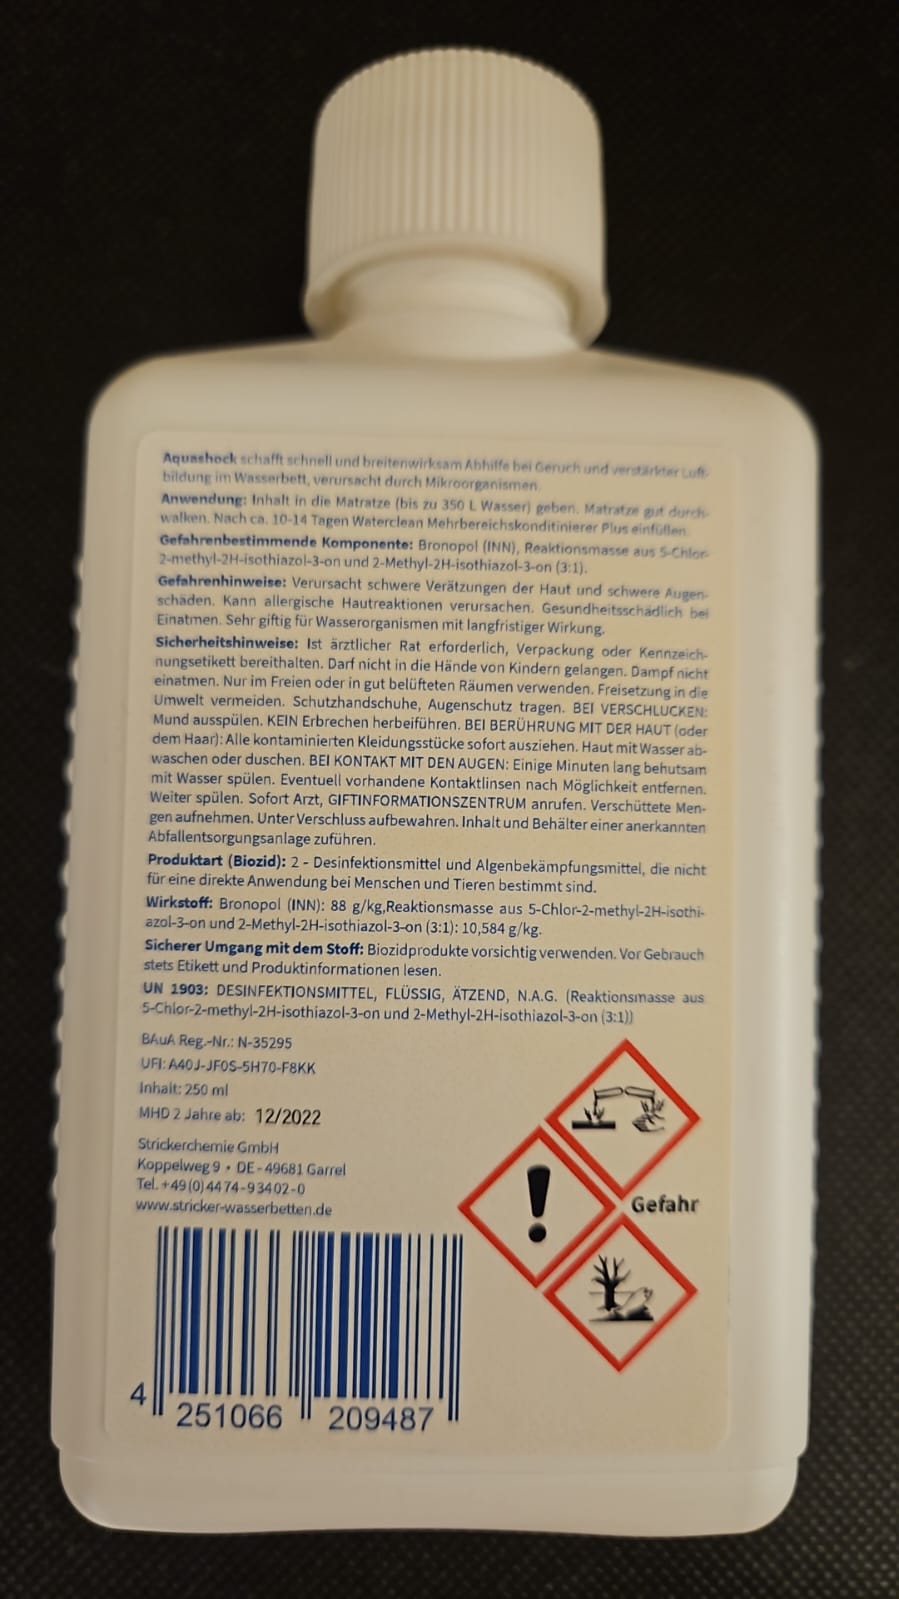 Aquashock schafft schnell und breitenwirksam Abhilfe bei Geruch und verstärkter Luft-
bildung im Wasserbett, verursacht durch Mikroorganismen.
Anwendung: Inhalt in die Matratze (bis zu 350 L Wasser) geben. Matratze gut durch-
walken. Nach ca. 10-14 Tagen Waterclean Mehrbereichskonditinierer Plus einfüllen.
Gefahrenbestimmende Komponente: Bronopol (INN), Reaktionsmasse aus 5-Chlor-
2-methyl-2H-isothiazol-3-on und 2-Methyl-2H-isothiazol-3-on (3:1).
Gefahrenhinweise: Verursacht schwere Verätzungen der Haut und schwere Augen-
schäden. Kann allergische Hautreaktionen verursachen. Gesundheitsschädlich bei
Einatmen. Sehr giftig für Wasserorganismen mit langfristiger Wirkung.
Sicherheitshinweise: Ist ärztlicher Rat erforderlich, Verpackung oder Kennzeich-
nungsetikett bereithalten. Darf nicht in die Hände von Kindern gelangen. Dampf nicht
einatmen. Nur im Freien oder in gut belüfteten Räumen verwenden. Freisetzung in die
Umwelt vermeiden. Schutzhandschuhe, Augenschutz tragen. BEI VERSCHLUCKEN:
Mund ausspülen. KEIN Erbrechen herbeiführen. BEI BERÜHRUNG MIT DER HAUT (oder
dem Haar): Alle kontaminierten Kleidungsstücke sofort ausziehen. Haut mit Wasser ab-
waschen oder duschen. BEI KONTAKT MIT DEN AUGEN: Einige Minuten lang behutsam
mit Wasser spülen. Eventuell vorhandene Kontaktlinsen nach Möglichkeit entfernen.
Weiter spülen. Sofort Arzt, GIFTINFORMATIONSZENTRUM anrufen. Verschüttete Men-
gen aufnehmen. Unter Verschluss aufbewahren. Inhalt und Behälter einer anerkannten
Abfallentsorgungsanlage zuführen.
Produktart (Biozid): 2 - Desinfektionsmittel und Algenbekämpfungsmittel, die nicht
für eine direkte Anwendung bei Menschen und Tieren bestimmt sind.
Wirkstoff: Bronopol (INN): 88 g/kg,Reaktionsmasse aus 5-Chlor-2-methyl-2H-isothi-
azol-3-on und 2-Methyl-2H-isothiazol-3-on (3:1): 10,584 g/kg.
Sicherer Umgang mit dem Stoff: Biozidprodukte vorsichtig verwenden. Vor Gebrauch
stets Etikett und Produktinformationen lesen.
UN 1903: DESINFEKTIONSMITTEL, FLÜSSIG, ÄTZEND, N.A.G. (Reaktionsmasse aus
5-Chlor-2-methyl-2H-isothiazol-3-on und 2-Methyl-2H-isothiazol-3-on (3:1))
BAuA Reg.-Nr.: N-35295
UFI: A40J-JF0S-5H70-F8KK
Inhalt: 250 ml
MHD 2 Jahre ab: 12/2022
Strickerchemie GmbH
Koppelweg 9 • DE - 49681 Garrel
Tel. +49 (0) 44 74 - 9 34 02 - 0
www.stricker-wasserbetten.de
Gefahr
4 251066 209487